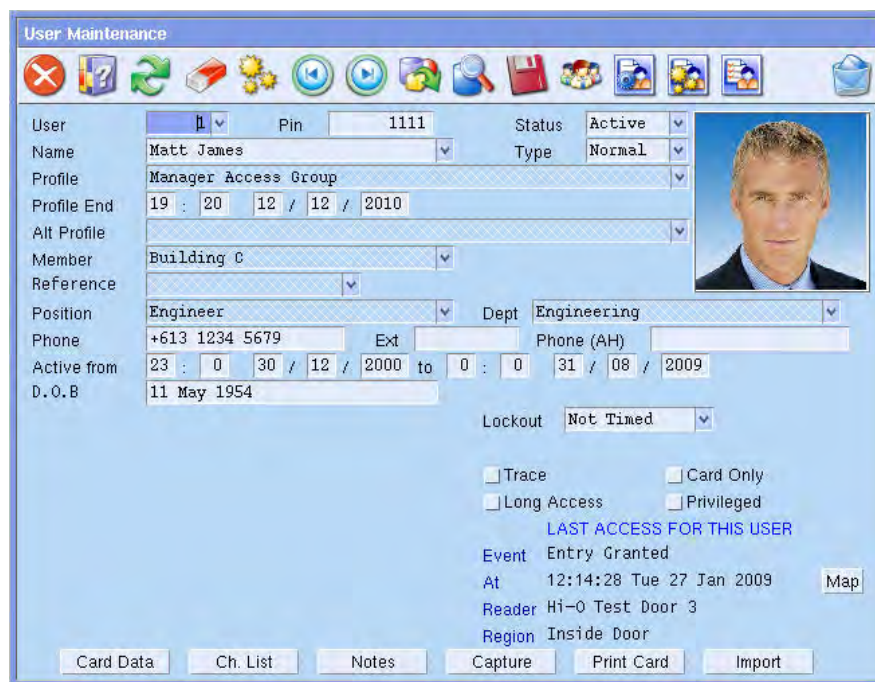 User Maintenance
User 1 Pin 1111 Status Active
Name Matt James Type Normal
Profile Manager Access Group
Profile End 19 : 20 12 / 12 / 2010
Alt Profile
Member Building C
Reference
Position Engineer Dept Engineering
Phone +613 1234 5679 Ext Phone (AH)
Active from 23 : 0 30 / 12 / 2000 to 0 : 0 31 / 08 / 2009
D.O.B 11 May 1954
Lockout Not Timed
Trace Card Only
Long Access Privileged
LAST ACCESS FOR THIS USER
Event Entry Granted
At 12:14:28 Tue 27 Jan 2009 Map
Reader Hi-O Test Door 3
Region Inside Door
Card Data Ch. List Notes Capture Print Card Import